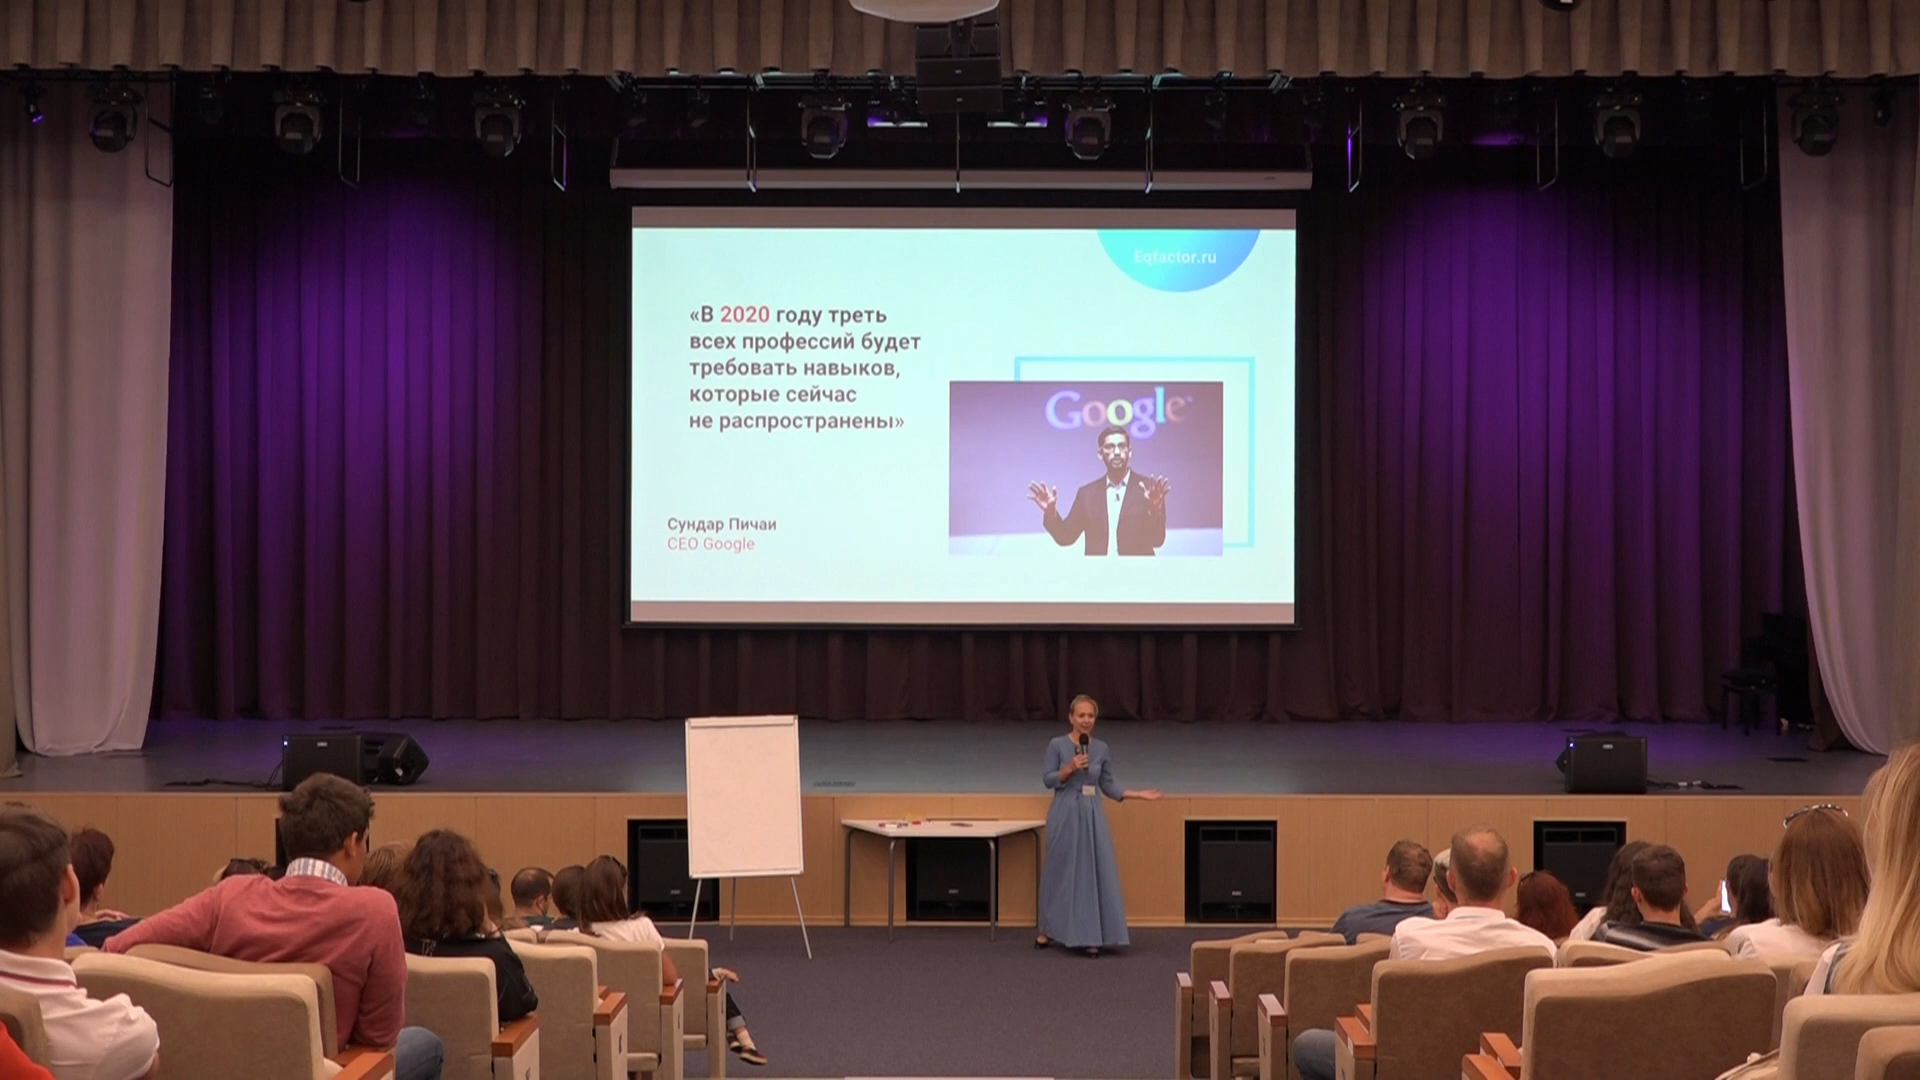 Eqfactor.ru
«В 2020 году треть
всех профессий будет
требовать навыков,
которые сейчас
не распространены»
Google
Сундар Пичаи
CEO Google